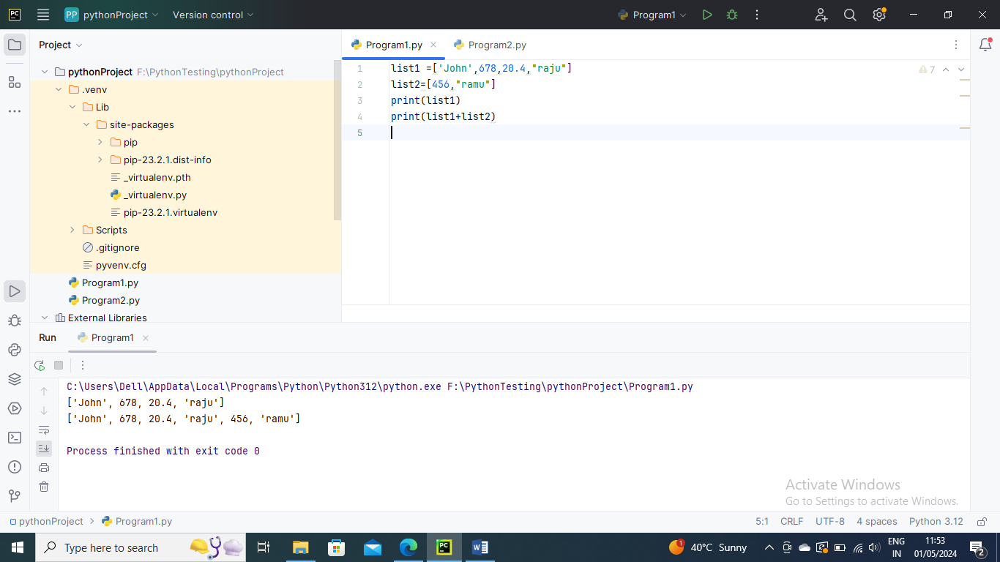 PC PP pythonProject Version control Program1
Project
Program1.py Program2.py
pythonProject F:\PythonTesting\pythonProject
.venv
Lib
site-packages
pip
pip-23.2.1.dist-info
_virtualenv.pth
_virtualenv.py
pip-23.2.1.virtualenv
Scripts
.gitignore
pyvenv.cfg
Program1.py
Program2.py
External Libraries
1 list1 =['John',678,20.4,"raju"]
2 list2=[456,"ramu"]
3 print(list1)
4 print(list1+list2)
5
7
Run Program1
C:\Users\Dell\AppData\Local\Programs\Python\Python312\python.exe F:\PythonTesting\pythonProject\Program1.py
['John', 678, 20.4, 'raju']
['John', 678, 20.4, 'raju', 456, 'ramu']
Process finished with exit code 0
Activate Windows
Go to Settings to activate Windows.
pythonProject Program1.py 5:1 CRLF UTF-8 4 spaces Python 3.12
Type here to search PC W 1 40°C Sunny ENG 11:53
IN 01/05/2024 2